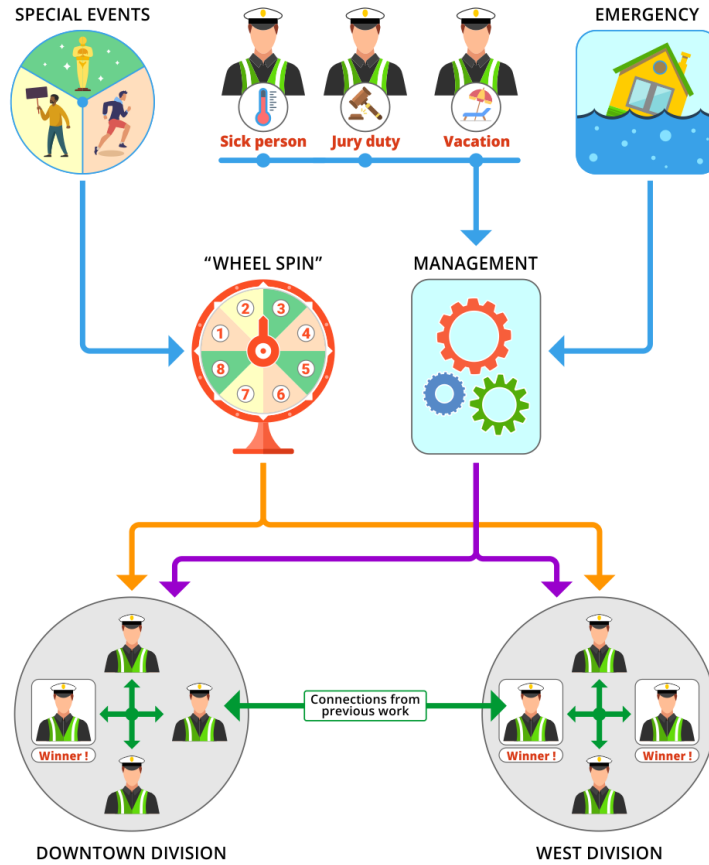 SPECIAL EVENTS
EMERGENCY
Sick person
Jury duty
Vacation
“WHEEL SPIN”
MANAGEMENT
1
2
3
4
5
6
7
8
Connections from
previous work
Winner !
Winner !
Winner !
DOWNTOWN DIVISION
WEST DIVISION